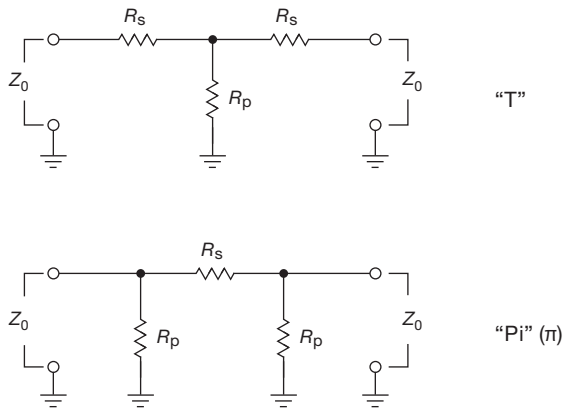 Rs Rs
Z0 Rp Z0 “T”
Rs
Z0 Rp Rp Z0 “Pi” (π)